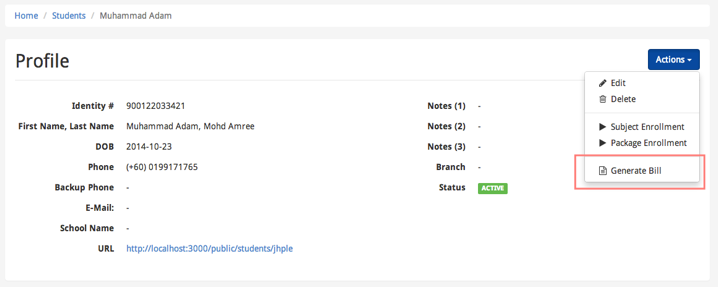 Home / Students / Muhammad Adam
Profile
Actions
Edit
Delete
Subject Enrollment
Package Enrollment
Generate Bill
Identity # 900122033421
First Name, Last Name Muhammad Adam, Mohd Amree
DOB 2014-10-23
Phone (+60) 0199171765
Backup Phone -
E-Mail: -
School Name -
URL http://localhost:3000/public/students/jhple
Notes (1) -
Notes (2) -
Notes (3) -
Branch -
Status ACTIVE